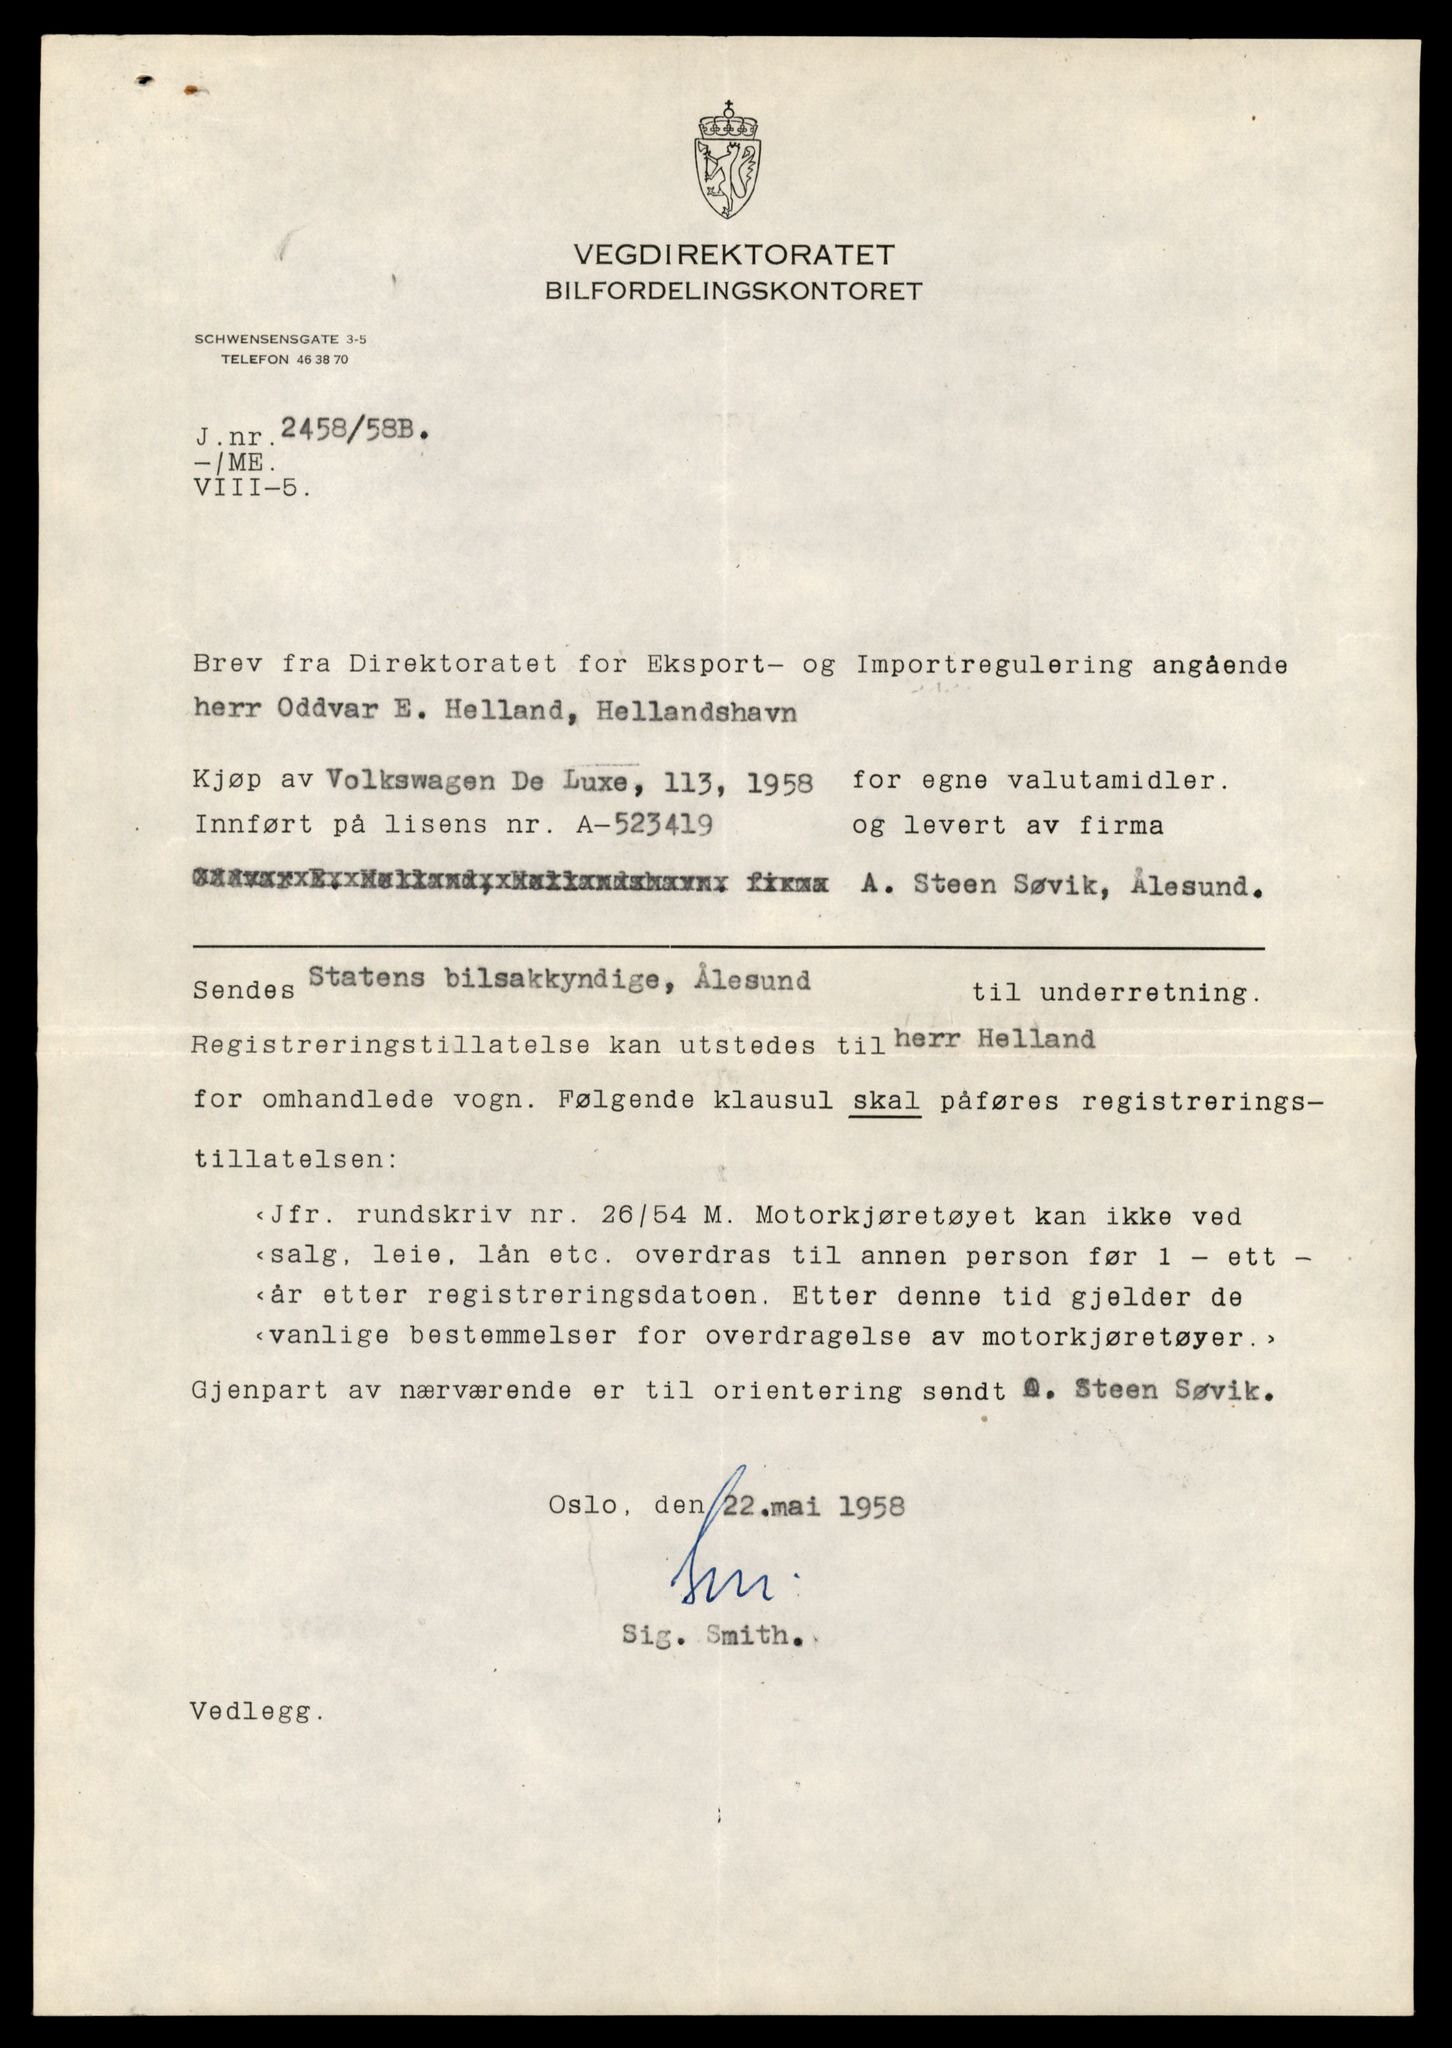 VEGDIREKTORATET
BILFORDELINGSKONTORET
SCHWENSENSGATE 3-5
TELEFON 46 38 70
J.nr. 2458/58B.
-/ME.
VIII-5.
Brev fra Direktoratet for Eksport- og Importregulering angående
herr Oddvar E. Helland, Hellandshavn
Kjøp av Volkswagen De Luxe, 113, 1958 for egne valutamidler.
Innført på lisens nr. A-523419 og levert av firma
Oddvar E. Helland, Hellandshavn. firma A. Steen Søvik, Ålesund.
Sendes Statens bilsakkyndige, Ålesund til underretning.
Registreringstillatelse kan utstedes til herr Helland
for omhandlede vogn. Følgende klausul skal påføres registrerings-
tillatelsen:
‹Jfr. rundskriv nr. 26/54 M. Motorkjøretøyet kan ikke ved
‹salg, leie, lån etc. overdras til annen person før 1 - ett -
‹år etter registreringsdatoen. Etter denne tid gjelder de
‹vanlige bestemmelser for overdragelse av motorkjøretøyer.›
Gjenpart av nærværende er til orientering sendt A. Steen Søvik.
Oslo, den 22.mai 1958
Sig. Smith.
Vedlegg.